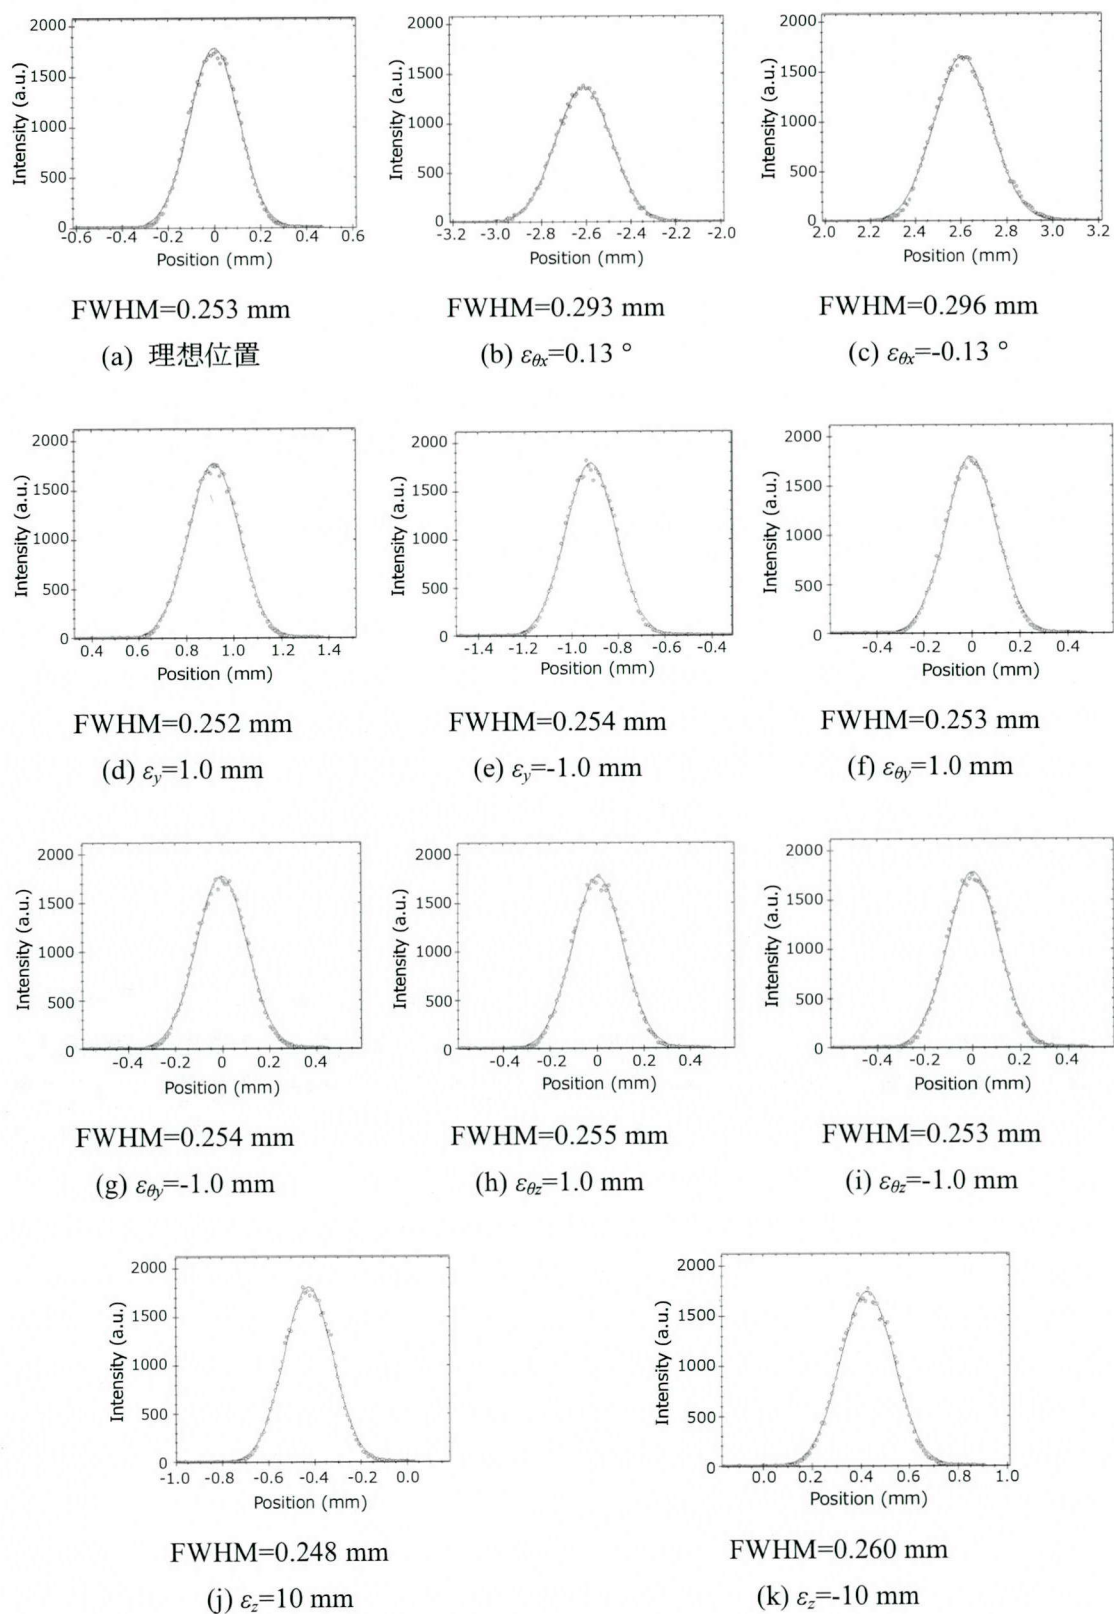 2000
1500
1000
500
0
Intensity (a.u.)
-0.6 -0.4 -0.2 0 0.2 0.4 0.6
Position (mm)
FWHM=0.253 mm
(a) 理想位置
2000
1500
1000
500
0
Intensity (a.u.)
-3.2 -3.0 -2.8 -2.6 -2.4 -2.2 -2.0
Position (mm)
FWHM=0.293 mm
(b) εθx=0.13 °
2000
1500
1000
500
0
Intensity (a.u.)
2.0 2.2 2.4 2.6 2.8 3.0 3.2
Position (mm)
FWHM=0.296 mm
(c) εθx=-0.13 °
2000
1500
1000
500
0
Intensity (a.u.)
0.4 0.6 0.8 1.0 1.2 1.4
Position (mm)
FWHM=0.252 mm
(d) εy=1.0 mm
2000
1500
1000
500
0
Intensity (a.u.)
-1.4 -1.2 -1.0 -0.8 -0.6 -0.4
Position (mm)
FWHM=0.254 mm
(e) εy=-1.0 mm
2000
1500
1000
500
0
Intensity (a.u.)
-0.4 -0.2 0 0.2 0.4
Position (mm)
FWHM=0.253 mm
(f) εθy=1.0 mm
2000
1500
1000
500
0
Intensity (a.u.)
-0.4 -0.2 0 0.2 0.4
Position (mm)
FWHM=0.254 mm
(g) εθy=-1.0 mm
2000
1500
1000
500
0
Intensity (a.u.)
-0.4 -0.2 0 0.2 0.4
Position (mm)
FWHM=0.255 mm
(h) εθz=1.0 mm
2000
1500
1000
500
0
Intensity (a.u.)
-0.4 -0.2 0 0.2 0.4
Position (mm)
FWHM=0.253 mm
(i) εθz=-1.0 mm
2000
1500
1000
500
0
Intensity (a.u.)
-1.0 -0.8 -0.6 -0.4 -0.2 0.0
Position (mm)
FWHM=0.248 mm
(j) εz=10 mm
2000
1500
1000
500
0
Intensity (a.u.)
0.0 0.2 0.4 0.6 0.8 1.0
Position (mm)
FWHM=0.260 mm
(k) εz=-10 mm